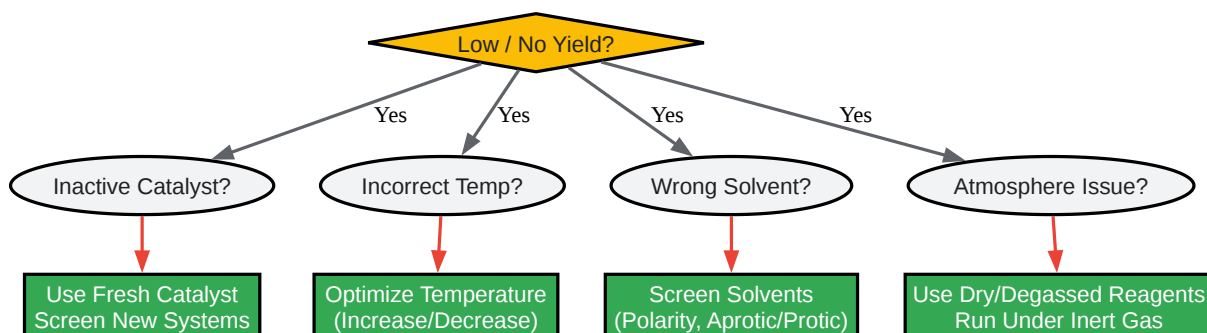 Low / No Yield?
Yes
Yes
Yes
Yes
Inactive Catalyst?
Incorrect Temp?
Wrong Solvent?
Atmosphere Issue?
Use Fresh Catalyst
Screen New Systems
Optimize Temperature
(Increase/Decrease)
Screen Solvents
(Polarity, Aprotic/Protic)
Use Dry/Degassed Reagents
Run Under Inert Gas